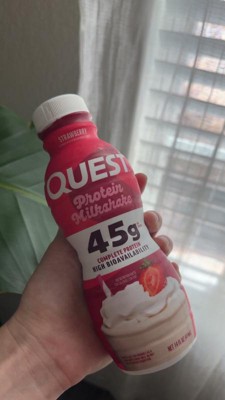 STRAWBERRY
QUEST
Protein
Milkshake
45g
COMPLETE PROTEIN
HIGH BIOAVAILABILITY